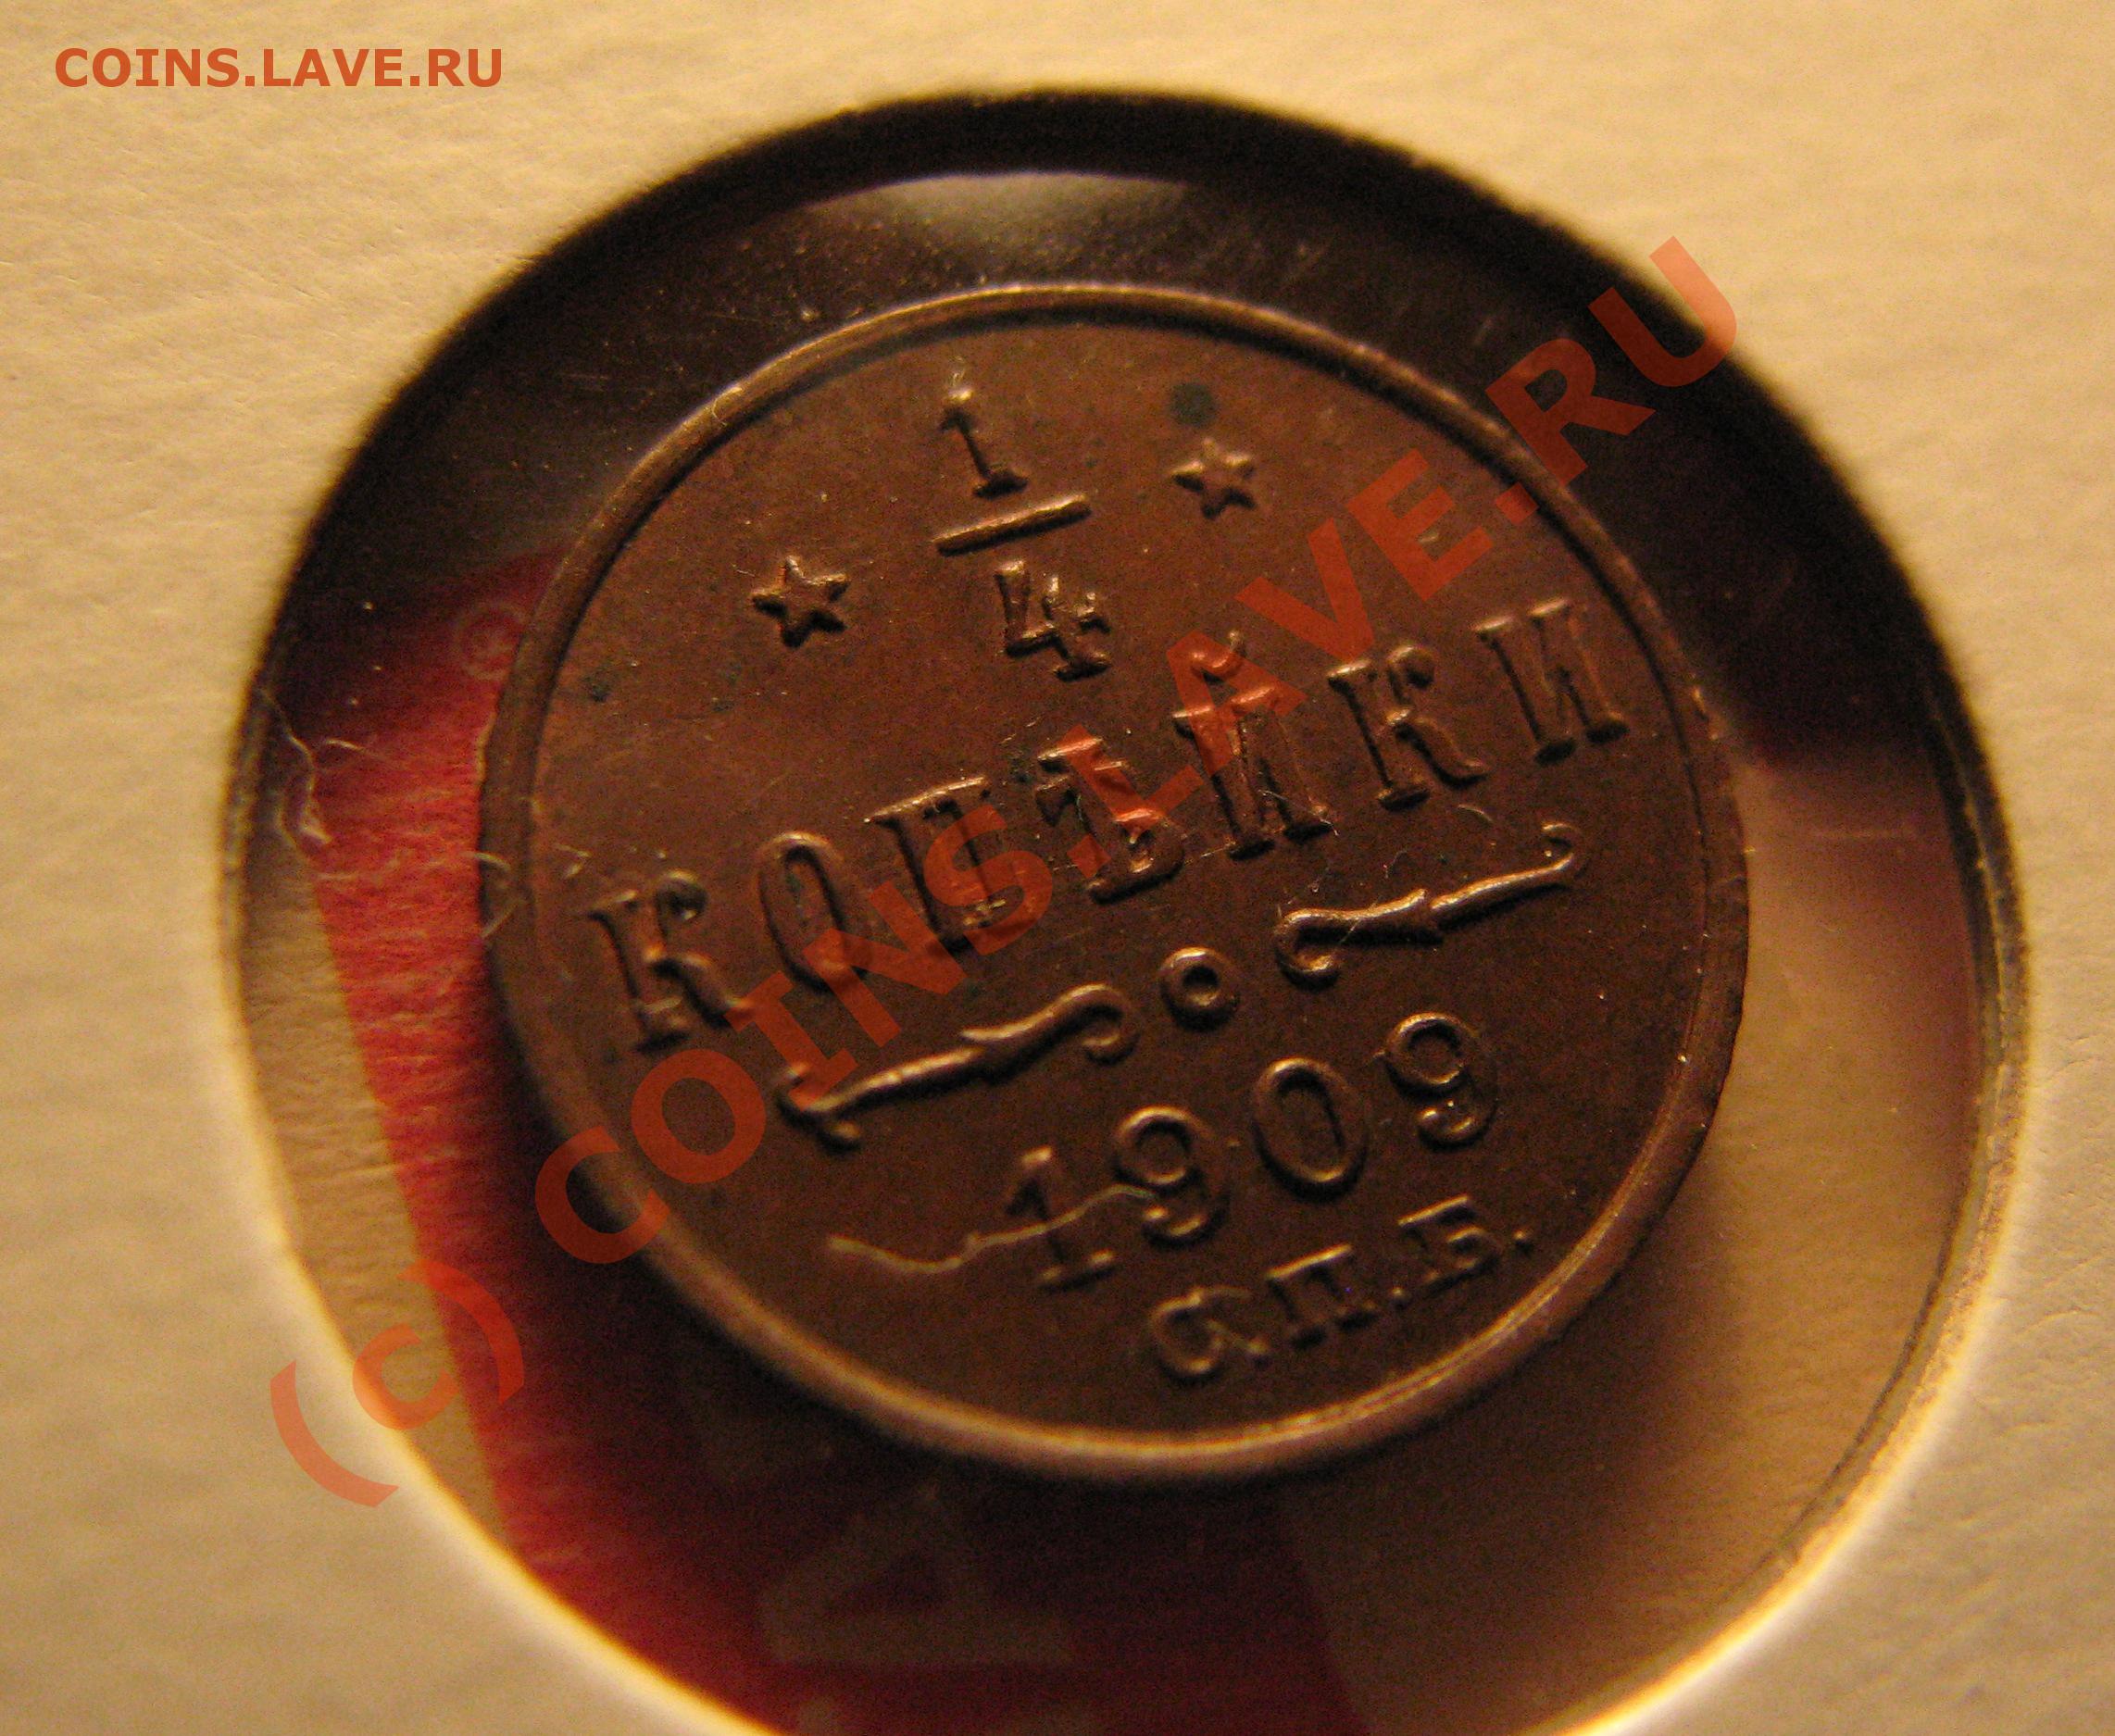 COINS.LAVE.RU
1
4
КОПѢЙКИ
1909
С.П.Б.
(c) COINS.LAVE.RU